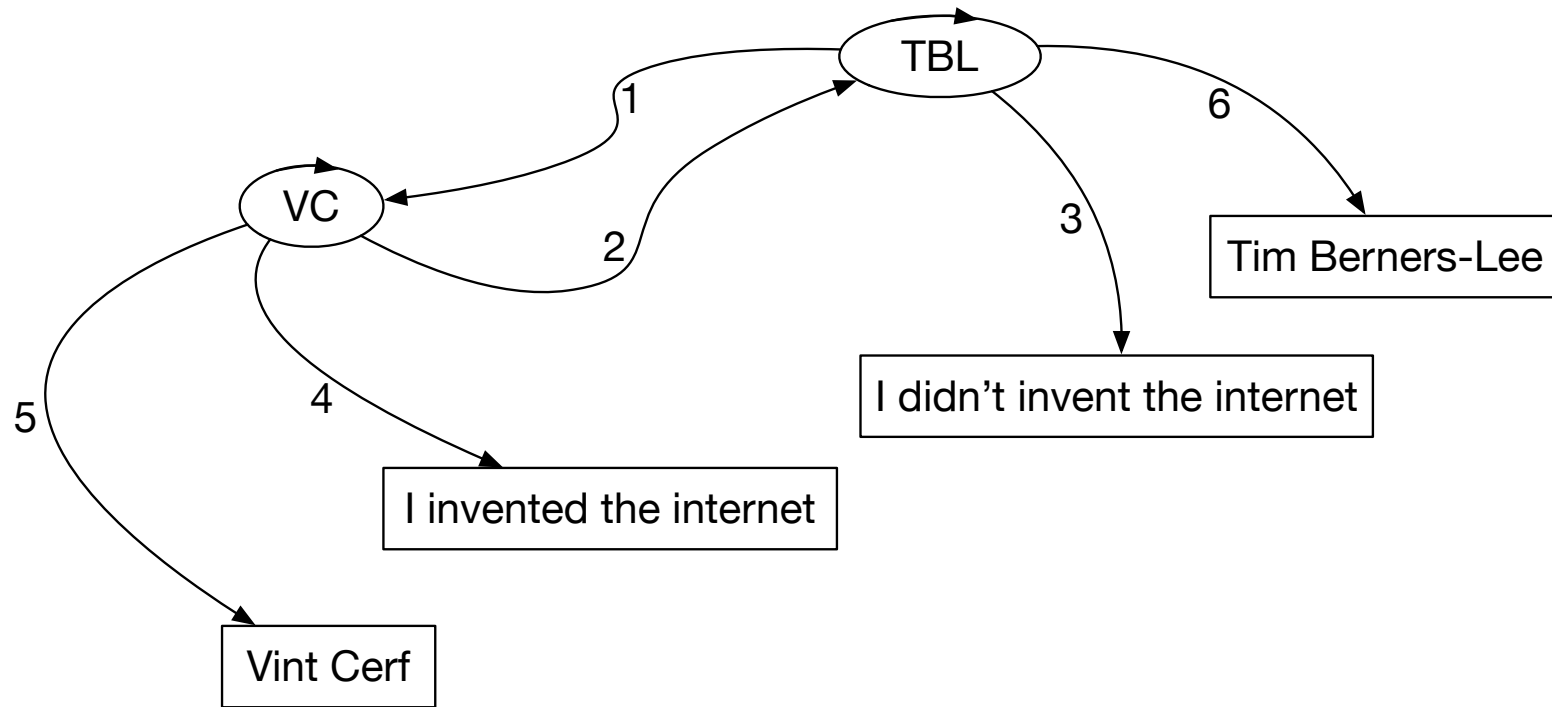 TBL
1
6
VC
2
3
Tim Berners-Lee
5
4
I didn’t invent the internet
I invented the internet
Vint Cerf